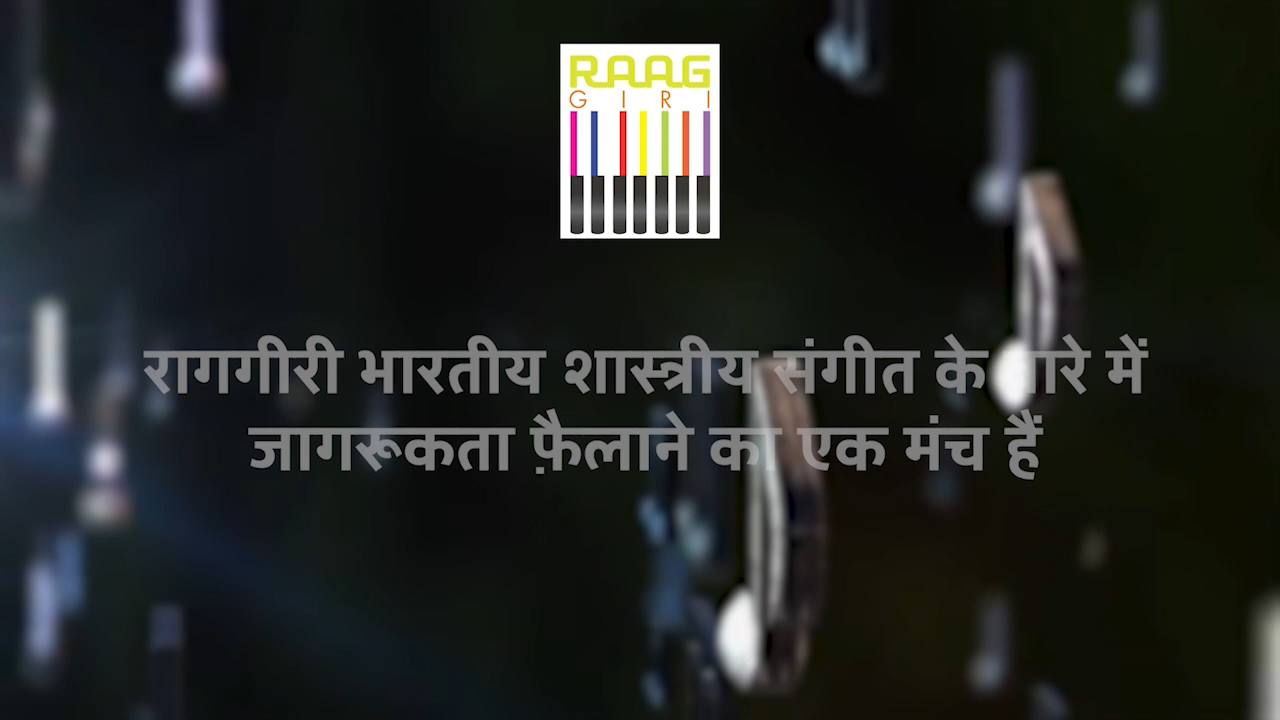 RAAG
GIRI
रागगीरी भारतीय शास्त्रीय संगीत के बारे में
जागरूकता फ़ैलाने का एक मंच हैं